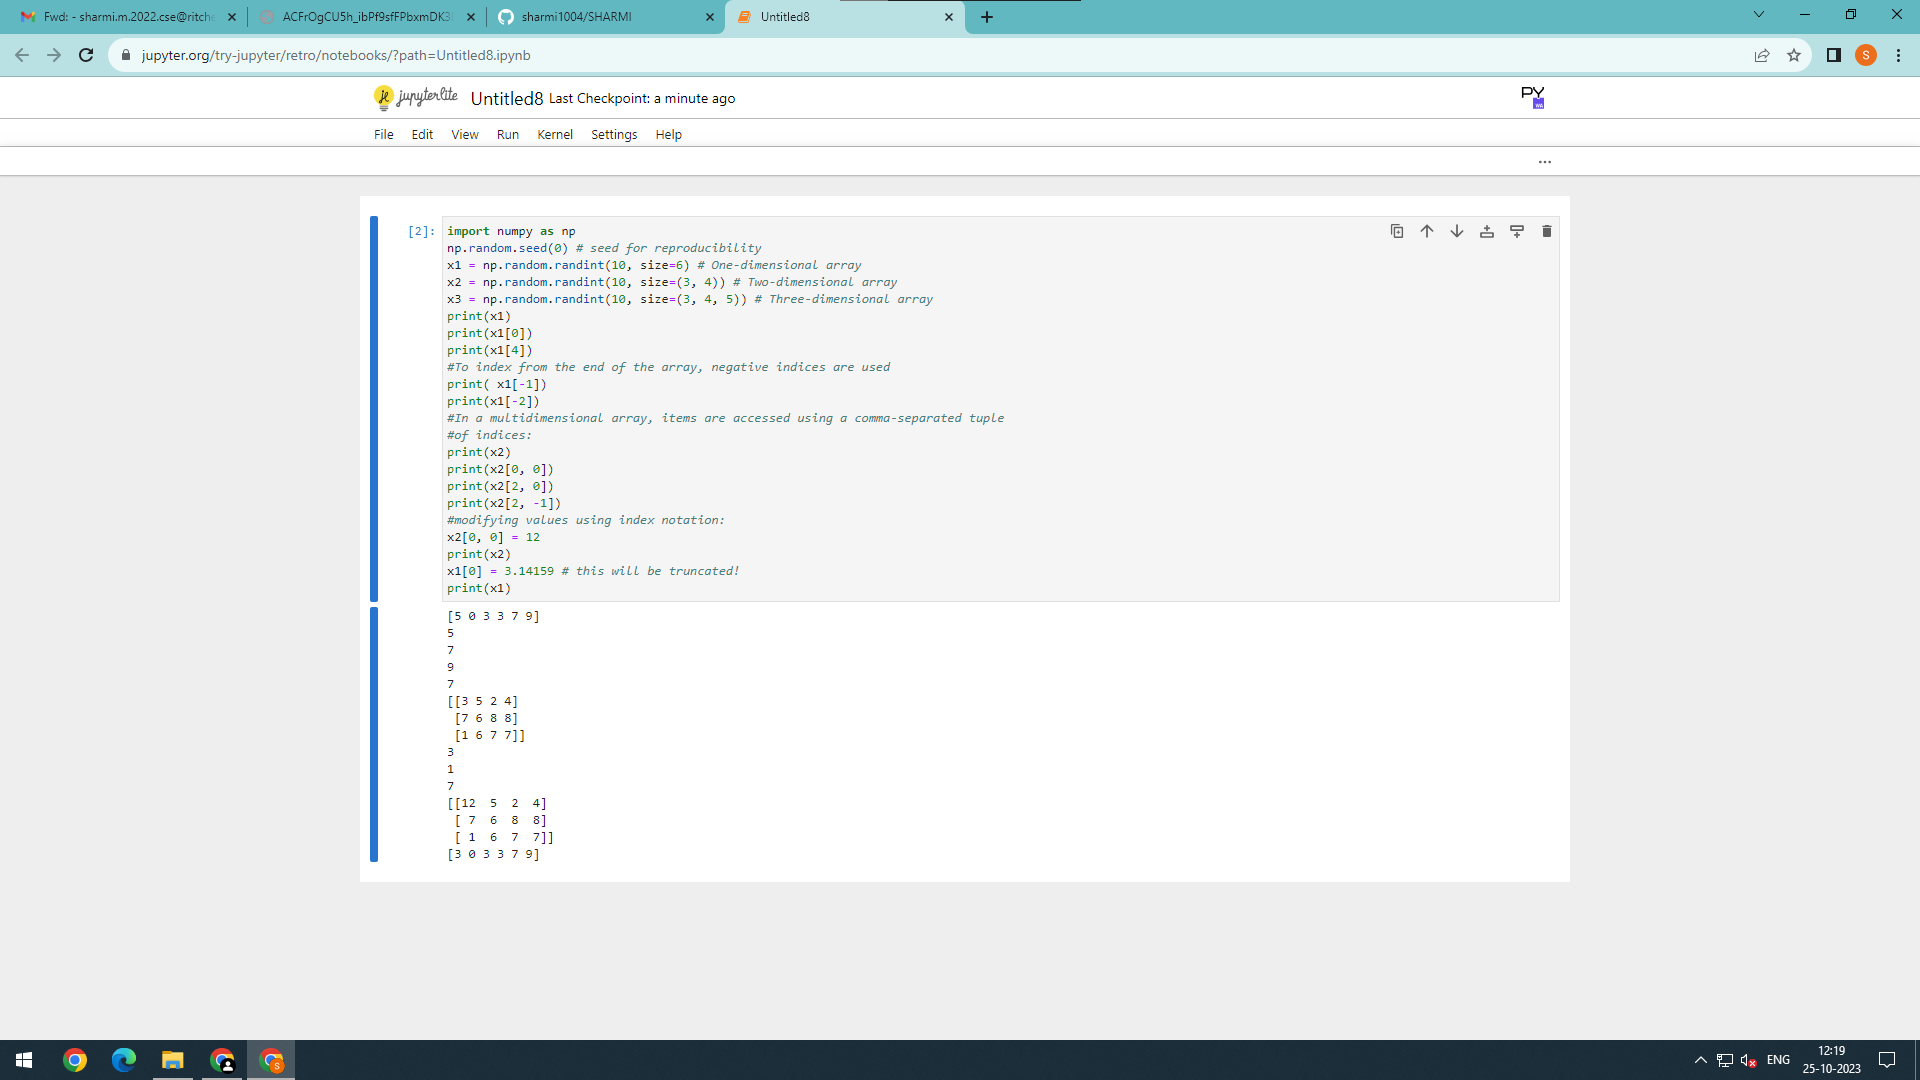 Fwd: - sharmi.m.2022.cse@ritche
ACFrOgCU5h_ibPf9sfFPbxmDK3
sharmi1004/SHARMI
Untitled8
jupyter.org/try-jupyter/retro/notebooks/?path=Untitled8.ipynb
S
jupyterlite Untitled8 Last Checkpoint: a minute ago
PY
File Edit View Run Kernel Settings Help
[2]:
import numpy as np
np.random.seed(0) # seed for reproducibility
x1 = np.random.randint(10, size=6) # One-dimensional array
x2 = np.random.randint(10, size=(3, 4)) # Two-dimensional array
x3 = np.random.randint(10, size=(3, 4, 5)) # Three-dimensional array
print(x1)
print(x1[0])
print(x1[4])
#To index from the end of the array, negative indices are used
print( x1[-1])
print(x1[-2])
#In a multidimensional array, items are accessed using a comma-separated tuple
#of indices:
print(x2)
print(x2[0, 0])
print(x2[2, 0])
print(x2[2, -1])
#modifying values using index notation:
x2[0, 0] = 12
print(x2)
x1[0] = 3.14159 # this will be truncated!
print(x1)
[5 0 3 3 7 9]
5
7
9
7
[[3 5 2 4]
 [7 6 8 8]
 [1 6 7 7]]
3
1
7
[[12  5  2  4]
 [ 7  6  8  8]
 [ 1  6  7  7]]
[3 0 3 3 7 9]
S
ENG
12:19
25-10-2023